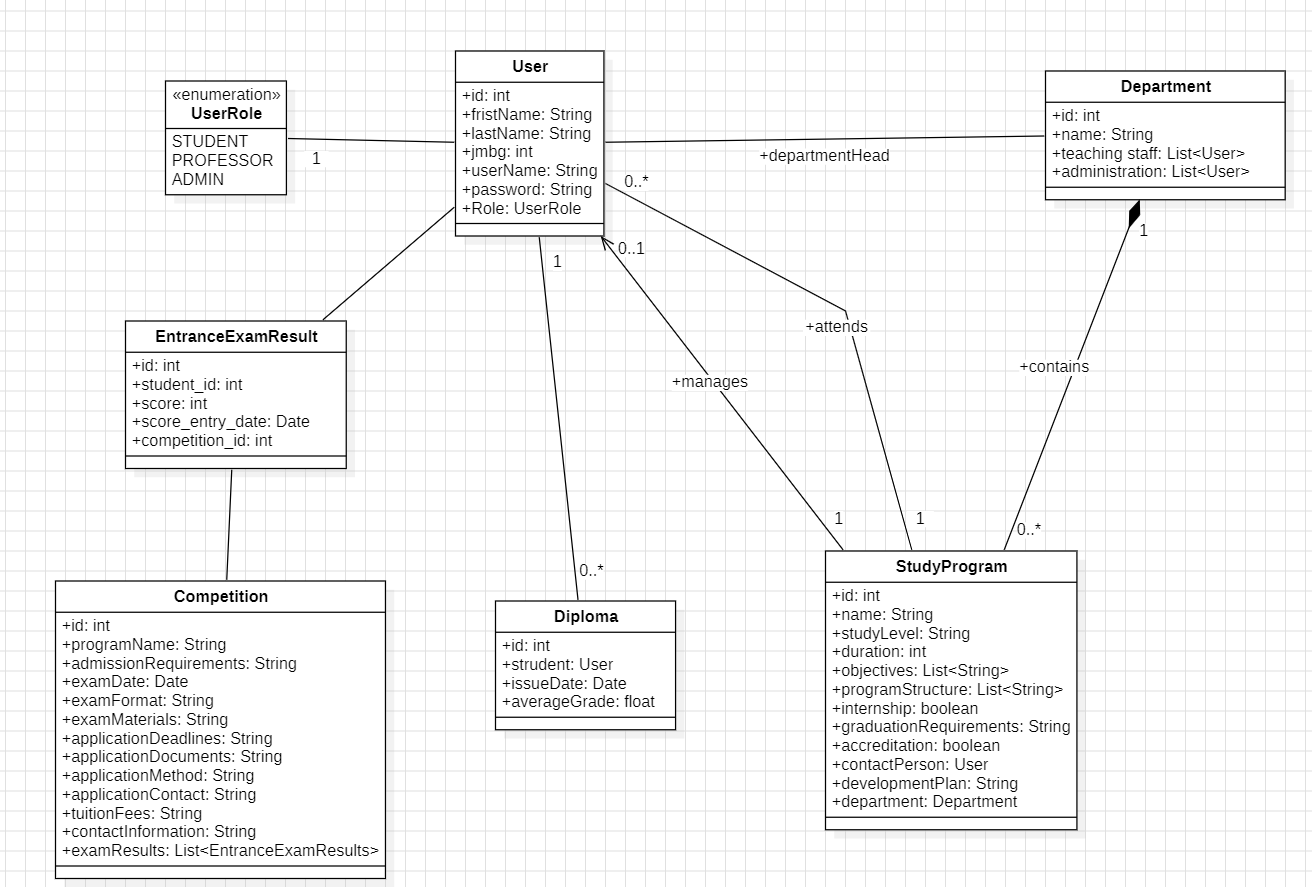 «enumeration»
UserRole
STUDENT
PROFESSOR
ADMIN
1
User
+id: int
+fristName: String
+lastName: String
+jmbg: int
+userName: String
+password: String
+Role: UserRole
+departmentHead
Department
+id: int
+name: String
+teaching staff: List<User>
+administration: List<User>
0..*
0..1
1
1
+attends
+manages
+contains
EntranceExamResult
+id: int
+student_id: int
+score: int
+score_entry_date: Date
+competition_id: int
1
1
0..*
0..*
Competition
+id: int
+programName: String
+admissionRequirements: String
+examDate: Date
+examFormat: String
+examMaterials: String
+applicationDeadlines: String
+applicationDocuments: String
+applicationMethod: String
+applicationContact: String
+tuitionFees: String
+contactInformation: String
+examResults: List<EntranceExamResults>
Diploma
+id: int
+strudent: User
+issueDate: Date
+averageGrade: float
StudyProgram
+id: int
+name: String
+studyLevel: String
+duration: int
+objectives: List<String>
+programStructure: List<String>
+internship: boolean
+graduationRequirements: String
+accreditation: boolean
+contactPerson: User
+developmentPlan: String
+department: Department